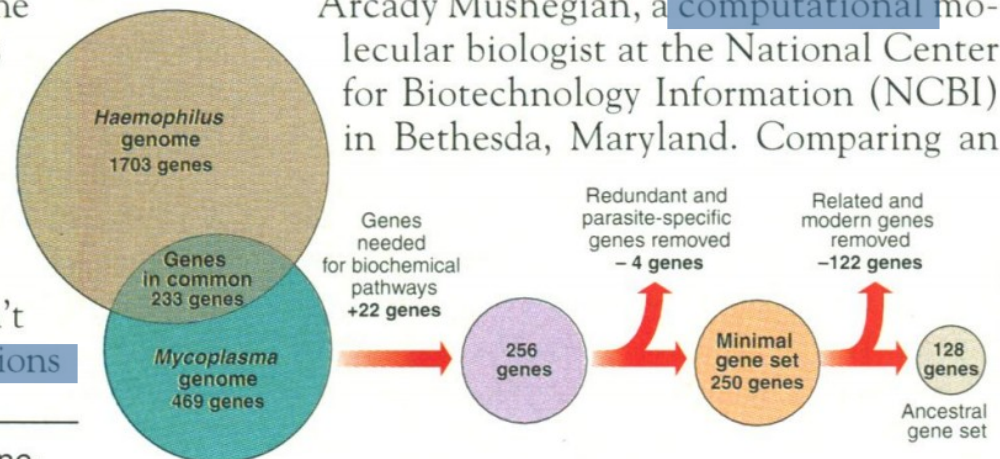 Arcady Mushegian, a computational mo-
lecular biologist at the National Center
for Biotechnology Information (NCBI)
in Bethesda, Maryland. Comparing an
't
ions
Haemophilus
genome
1703 genes
Genes
in common
233 genes
Mycoplasma
genome
469 genes
Genes
needed
for biochemical
pathways
+22 genes
256
genes
Redundant and
parasite-specific
genes removed
– 4 genes
Minimal
gene set
250 genes
Related and
modern genes
removed
–122 genes
128
genes
Ancestral
gene set